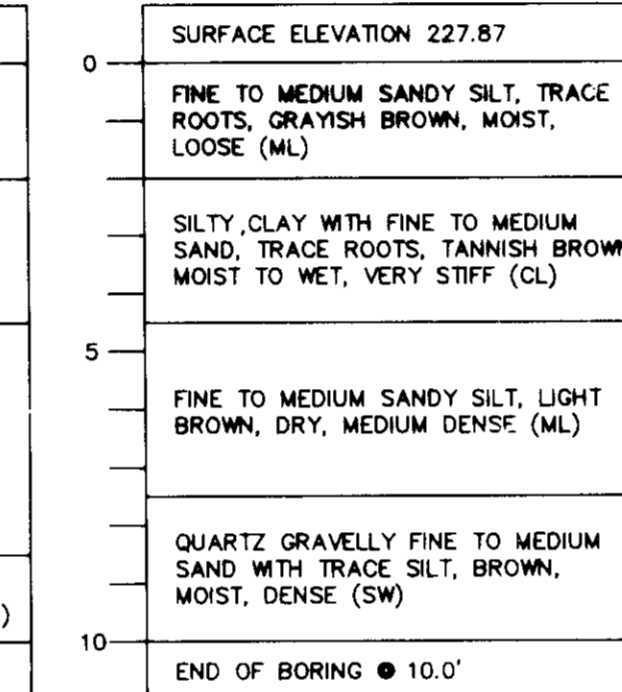 SURFACE ELEVATION 227.87
0
FINE TO MEDIUM SANDY SILT, TRACE
ROOTS, GRAYISH BROWN, MOIST,
LOOSE (ML)
SILTY,CLAY WITH FINE TO MEDIUM
SAND, TRACE ROOTS, TANNISH BROWN
MOIST TO WET, VERY STIFF (CL)
5
FINE TO MEDIUM SANDY SILT, LIGHT
BROWN, DRY, MEDIUM DENSE (ML)
QUARTZ GRAVELLY FINE TO MEDIUM
SAND WITH TRACE SILT, BROWN,
MOIST, DENSE (SW)
)
10
END OF BORING @ 10.0'